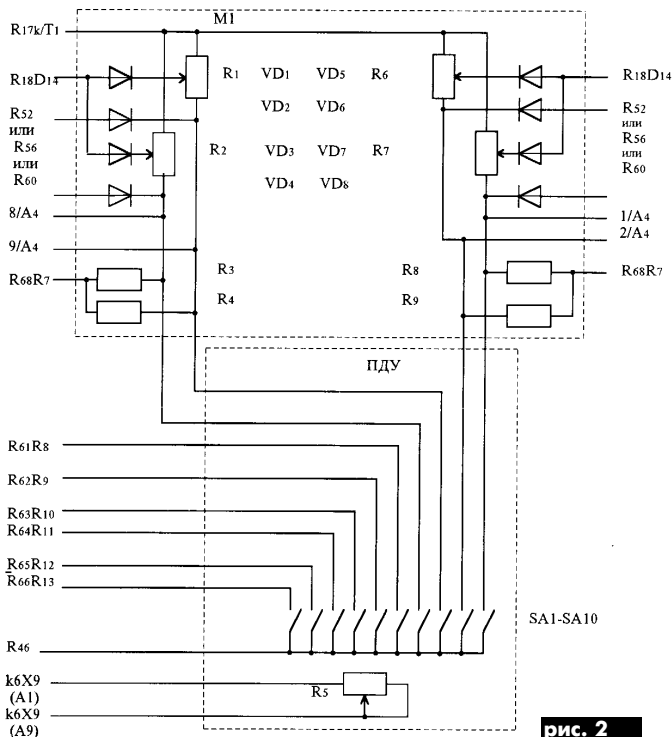 M1
R17k/T1
R18D14
R1 VD1 VD5 R6
R18D14
R52
или
R56
или
R60
VD2 VD6
R2 VD3 VD7 R7
VD4 VD8
R52
или
R56
или
R60
8/A4
1/A4
2/A4
9/A4
R68R7
R3
R4
R8
R9
R68R7
ПДУ
R61R8
R62R9
R63R10
R64R11
R65R12
R66R13
SA1-SA10
R46
k6X9
(A1)
R5
k6X9
(A9)
рис. 2